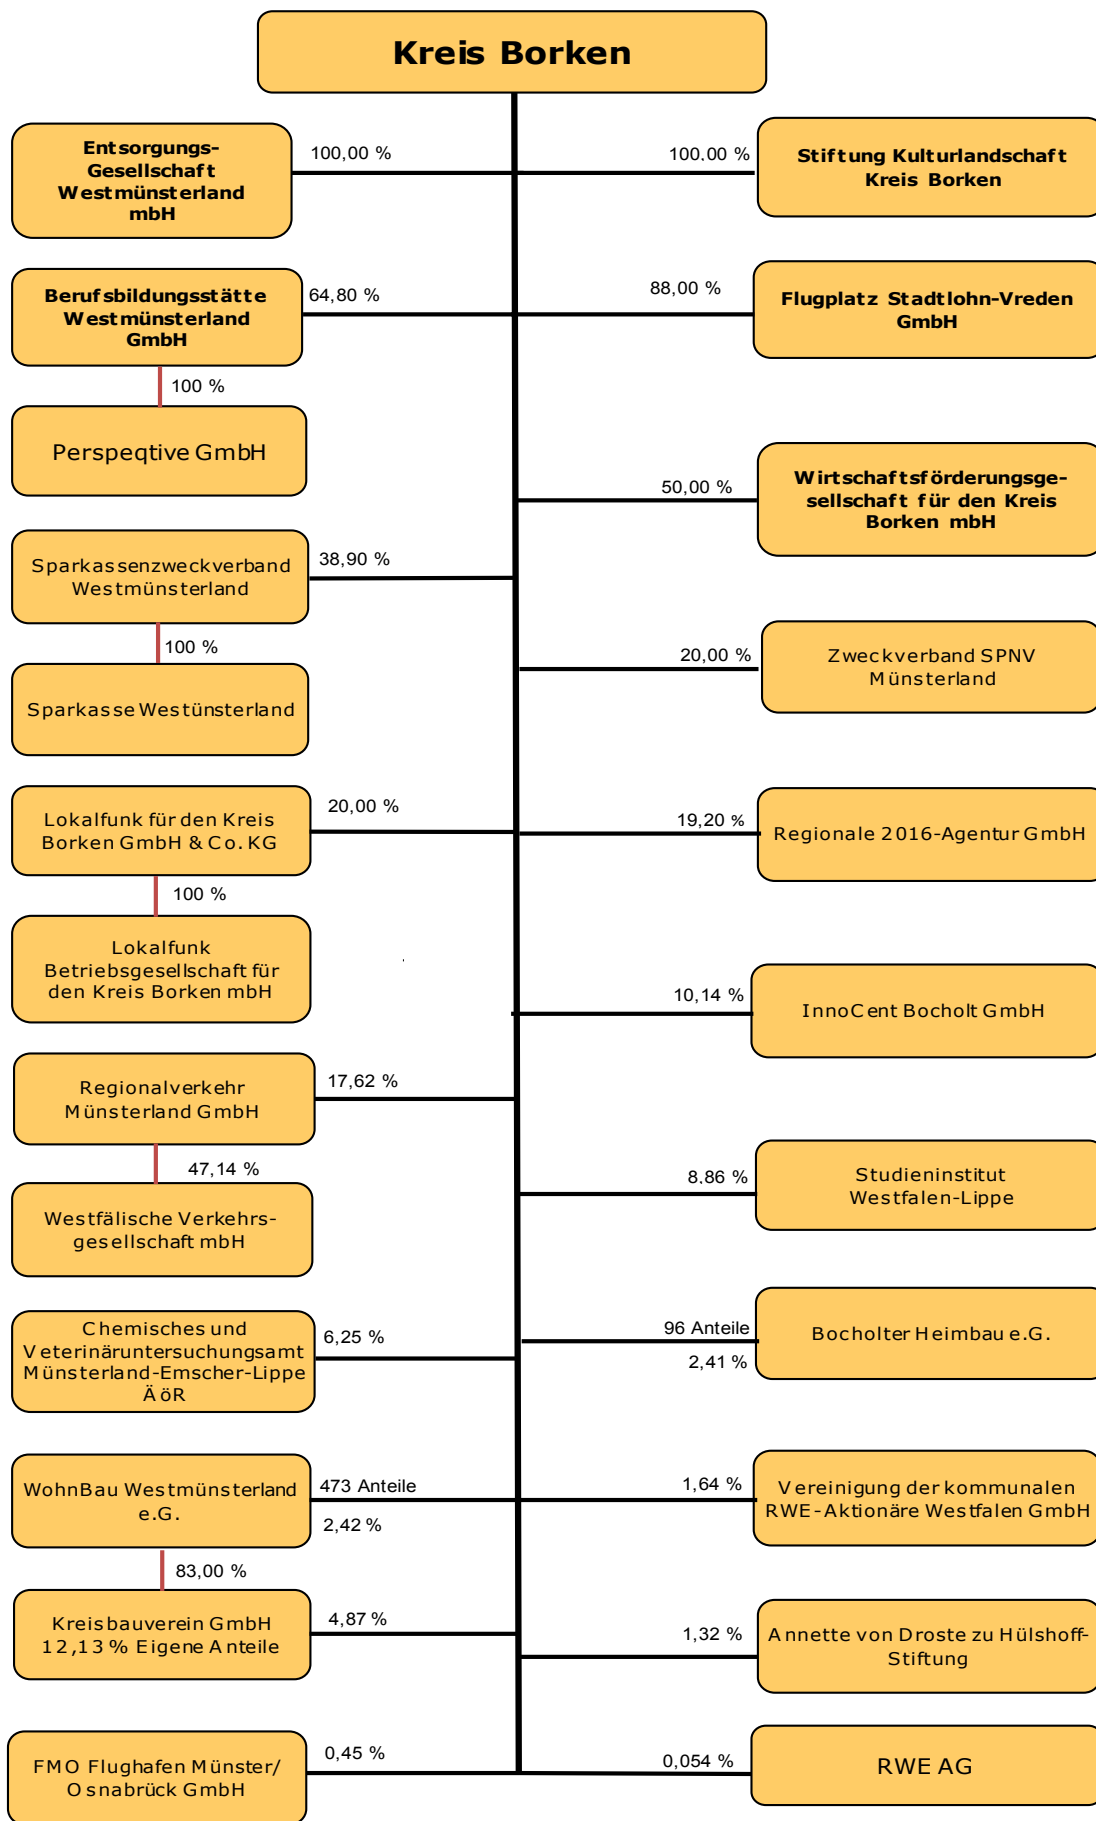 Kreis Borken
Entsorgungs-
Gesellschaft
Westmünsterland
mbH
100,00 %
100.00 %
Stiftung Kulturlandschaft
Kreis Borken
Berufsbildungsstätte
Westmünsterland
GmbH
64,80 %
88,00 %
Flugplatz Stadtlohn-Vreden
GmbH
100 %
Perspeqtive GmbH
50,00 %
Wirtschaftsförderungsge-
sellschaft für den Kreis
Borken mbH
Sparkassenzweckverband
Westmünsterland
38,90 %
100 %
Sparkasse Westünsterland
20,00 %
Zweckverband SPNV
Münsterland
Lokalfunk für den Kreis
Borken GmbH & Co. KG
20,00 %
19,20 %
Regionale 2016-Agentur GmbH
100 %
Lokalfunk
Betriebsgesellschaft für
den Kreis Borken mbH
10,14 %
InnoCent Bocholt GmbH
Regionalverkehr
Münsterland GmbH
17,62 %
47,14 %
Westfälische Verkehrs-
gesellschaft mbH
8,86 %
Studieninstitut
Westfalen-Lippe
Chemisches und
Veterinäruntersuchungsamt
Münsterland-Emscher-Lippe
ÄöR
6,25 %
96 Anteile
2,41 %
Bocholter Heimbau e.G.
WohnBau Westmünsterland
e.G.
473 Anteile
2,42 %
1,64 %
Vereinigung der kommunalen
RWE-Aktionäre Westfalen GmbH
83,00 %
Kreisbauverein GmbH
12,13 % Eigene Anteile
4,87 %
1,32 %
Annette von Droste zu Hülshoff-
Stiftung
FMO Flughafen Münster/
Osnabrück GmbH
0,45 %
0,054 %
RWE AG